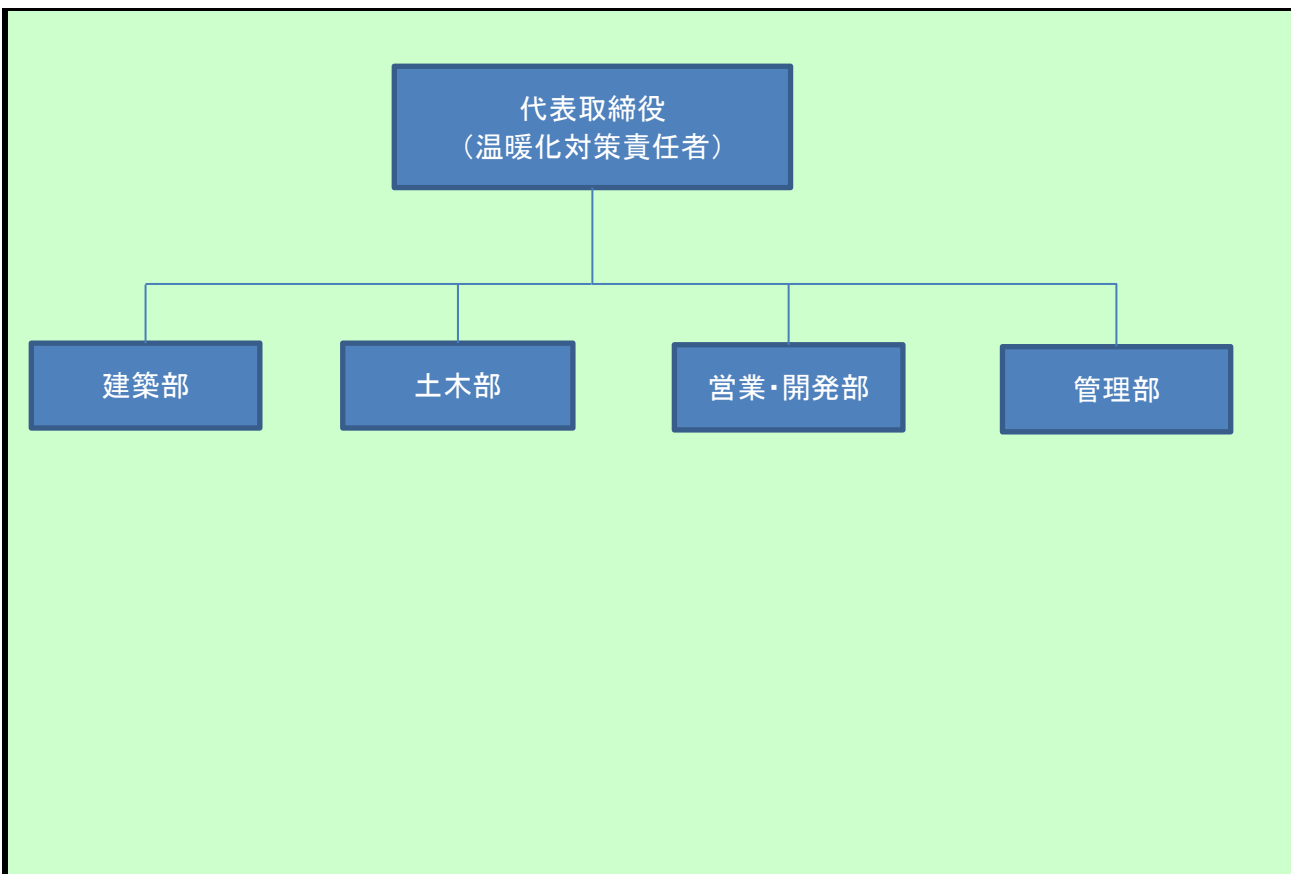 代表取締役
（温暖化対策責任者）
建築部
土木部
営業・開発部
管理部